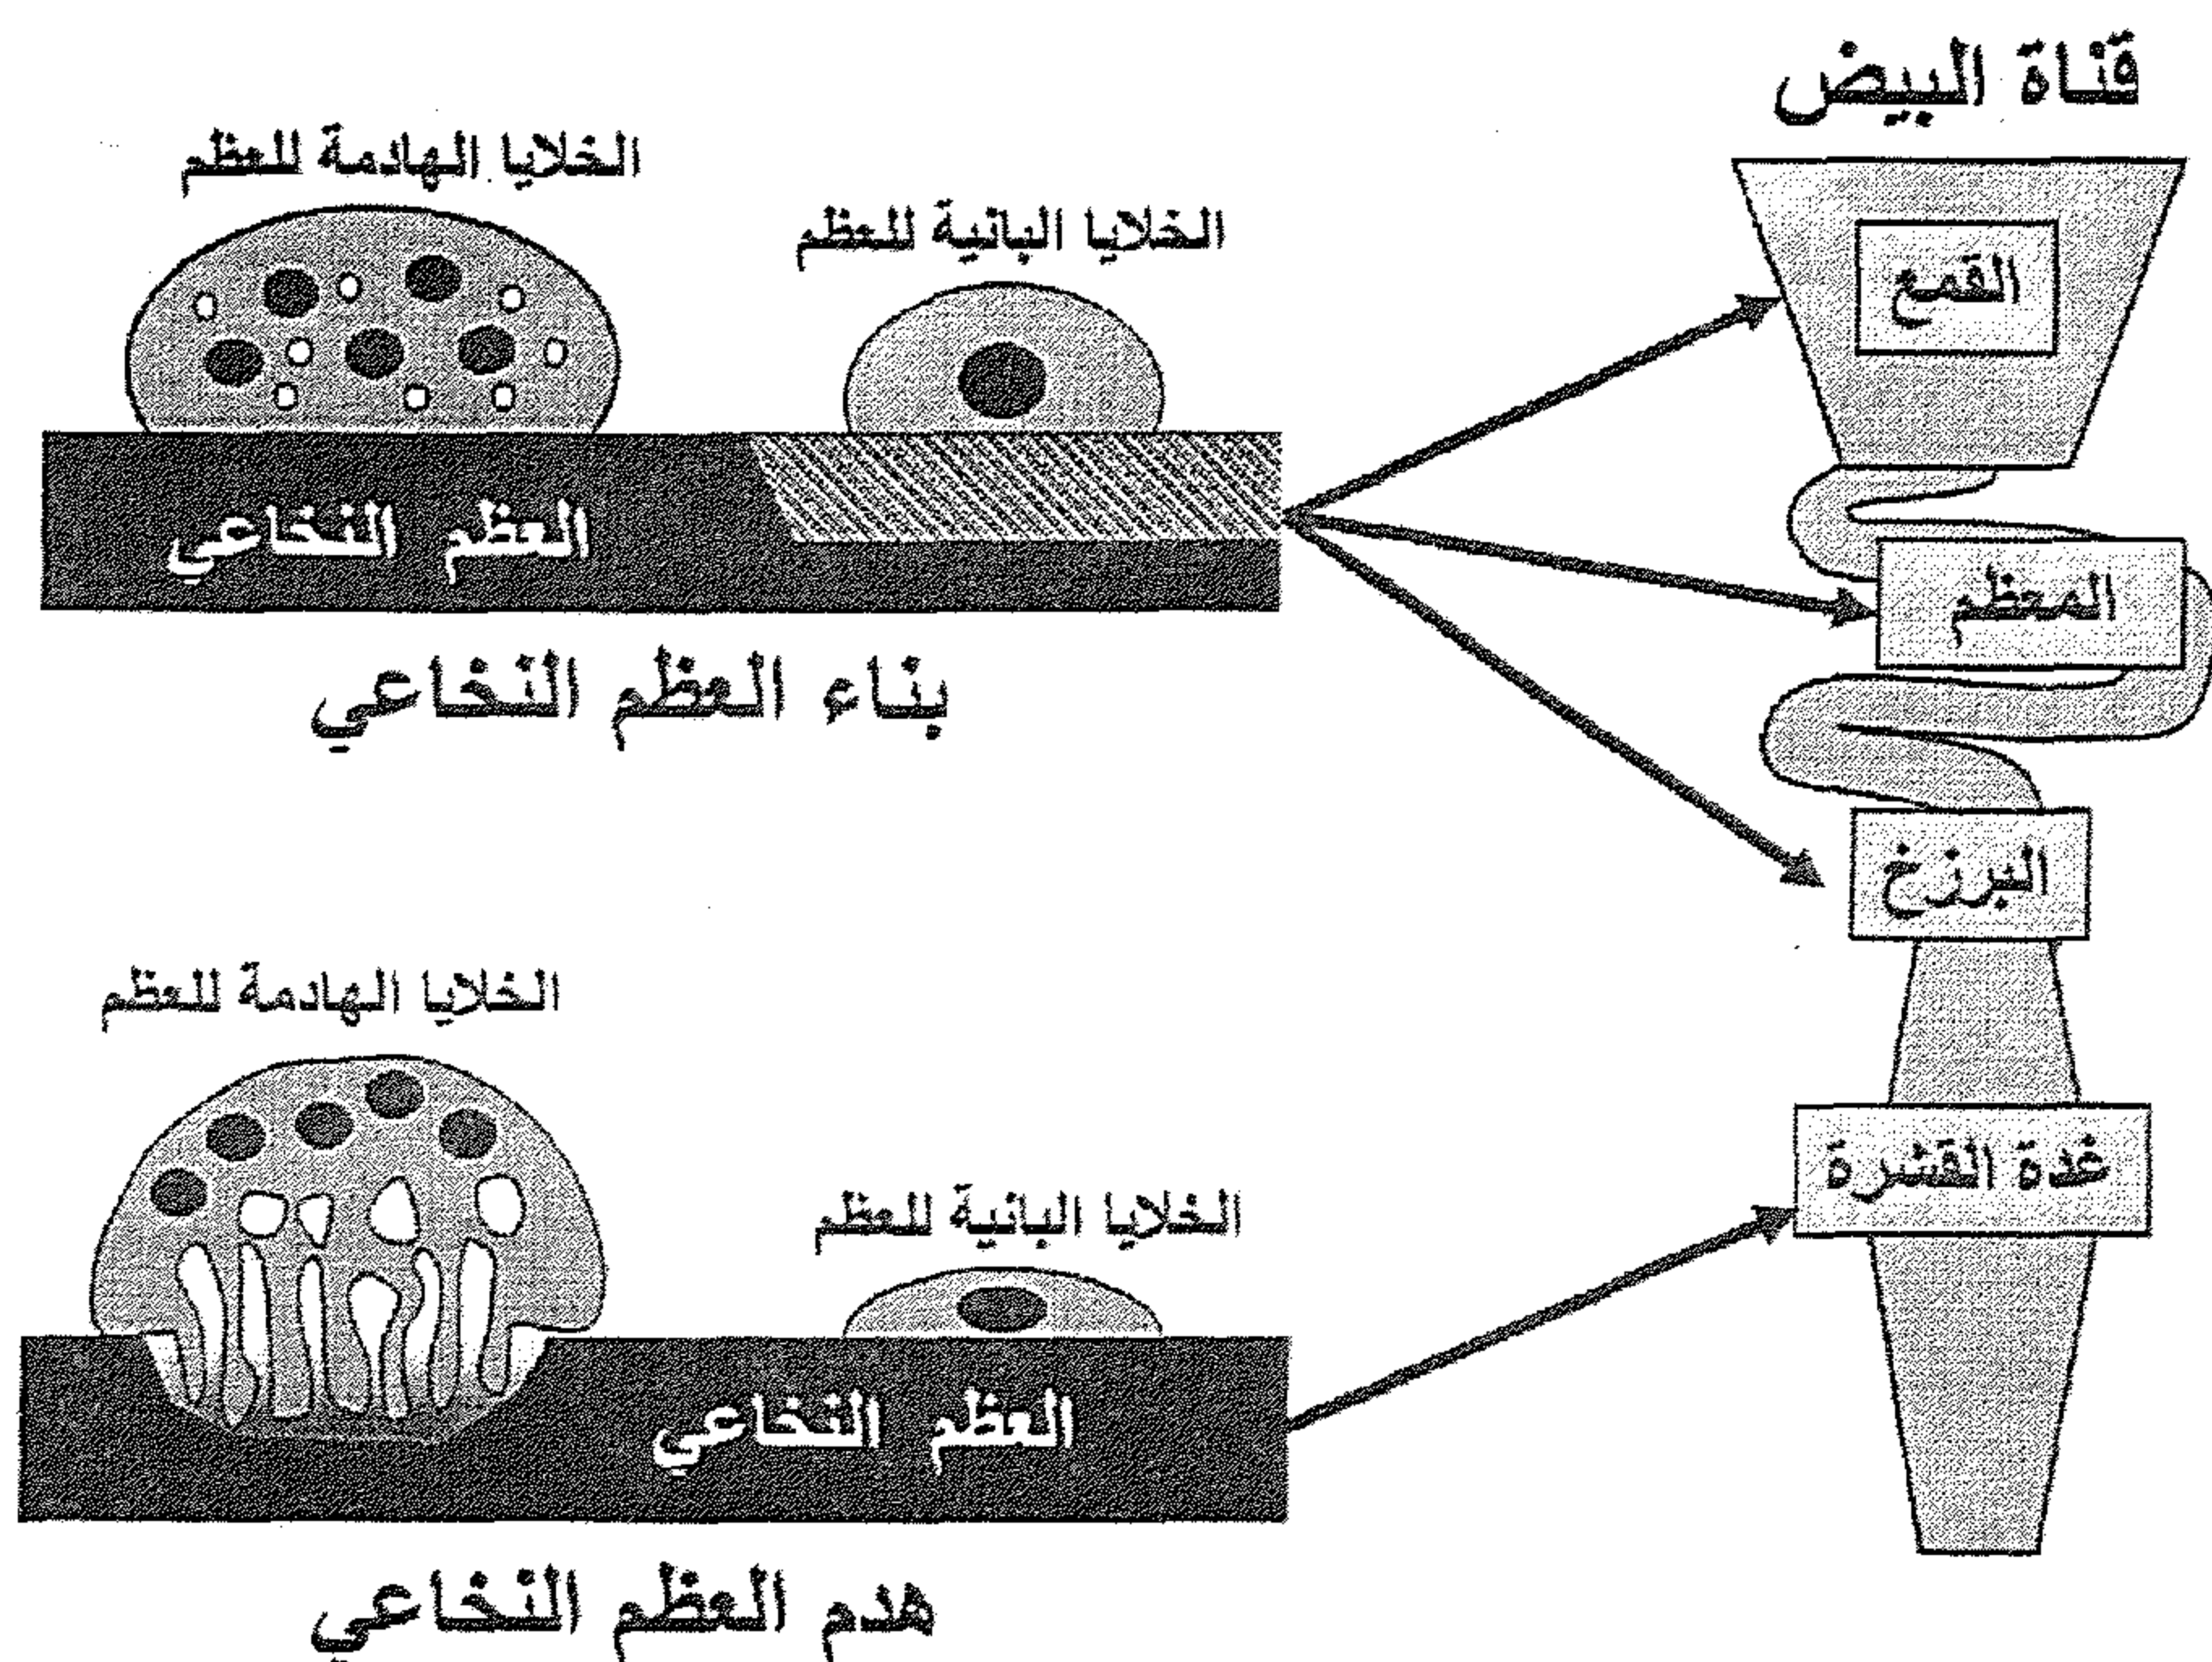 قناة البيض
الخلايا الهادمة للعظم
الخلايا البانية للعظم
القمع
العظم النخاعي
المعظم
بناء العظم النخاعي
البرزخ
الخلايا الهادمة للعظم
غدة القشرة
الخلايا البانية للعظم
العظم النخاعي
هدم العظم النخاعي